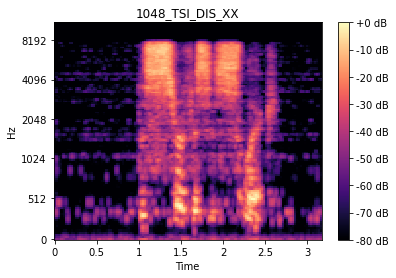 1048_TSI_DIS_XX
+0 dB
8192
-10 dB
4096
-20 dB
-30 dB
2048
Hz
-40 dB
1024
-50 dB
512
-60 dB
-70 dB
0
-80 dB
0 0.5 1 1.5 2 2.5 3
Time